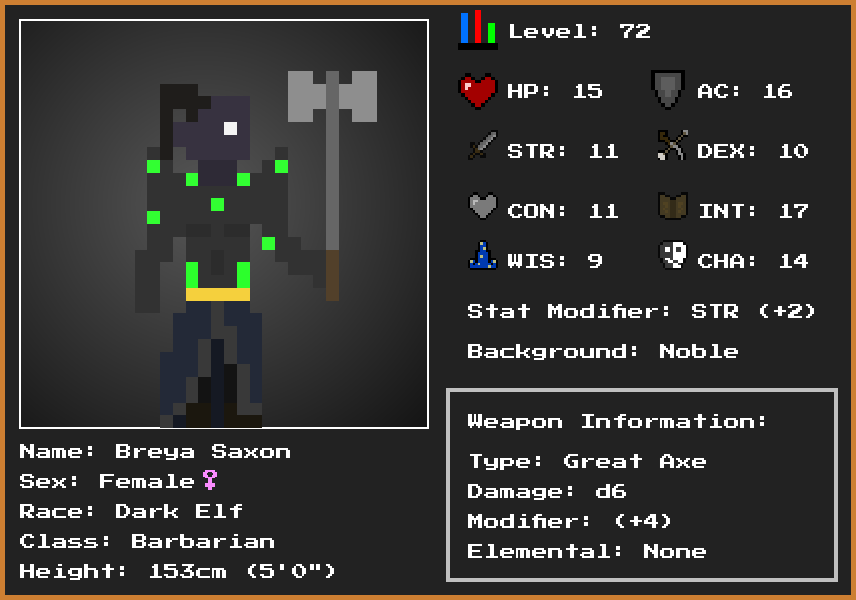 Level: 72
HP: 15
AC: 16
STR: 11
DEX: 10
CON: 11
INT: 17
WIS: 9
CHA: 14
Stat Modifier: STR (+2)
Background: Noble
Weapon Information:
Type: Great Axe
Damage: d6
Modifier: (+4)
Elemental: None
Name: Breya Saxon
Sex: Female♀
Race: Dark Elf
Class: Barbarian
Height: 153cm (5'0")